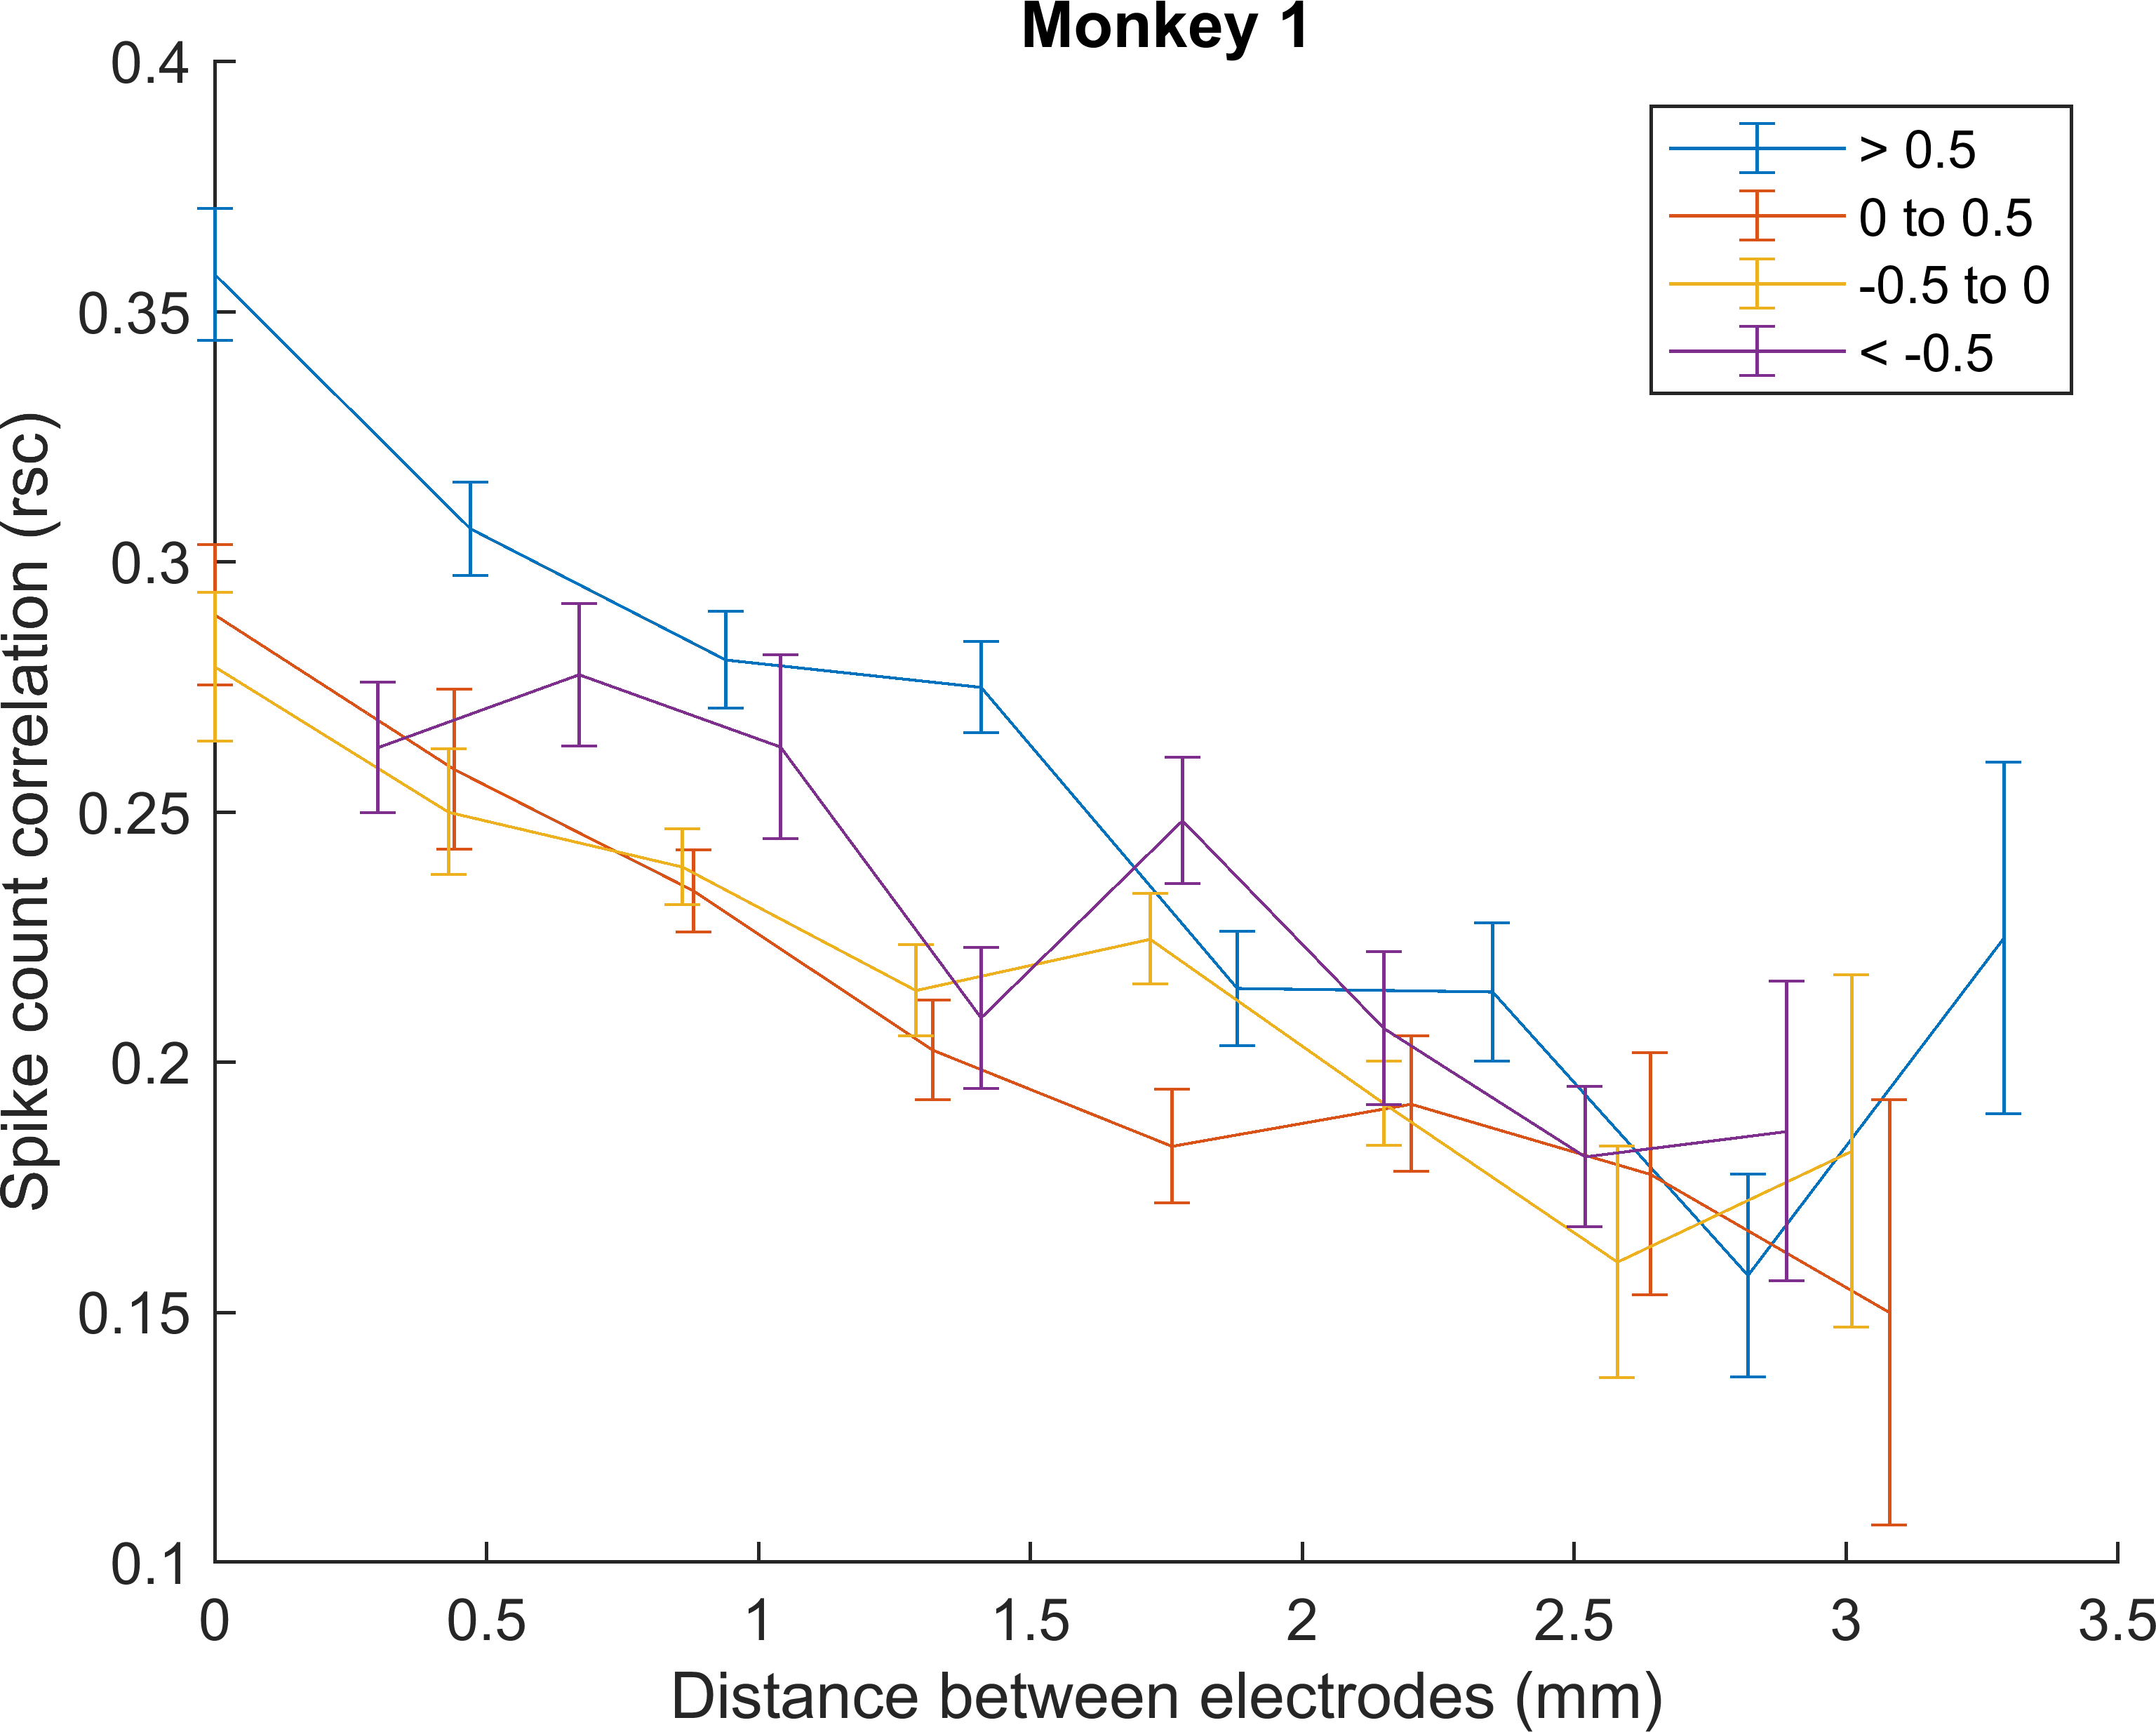 Monkey 1
0.4
0.35
0.3
0.25
0.2
0.15
0.1
Spike count correlation (rsc)
> 0.5
0 to 0.5
-0.5 to 0
< -0.5
0 0.5 1 1.5 2 2.5 3 3.5
Distance between electrodes (mm)